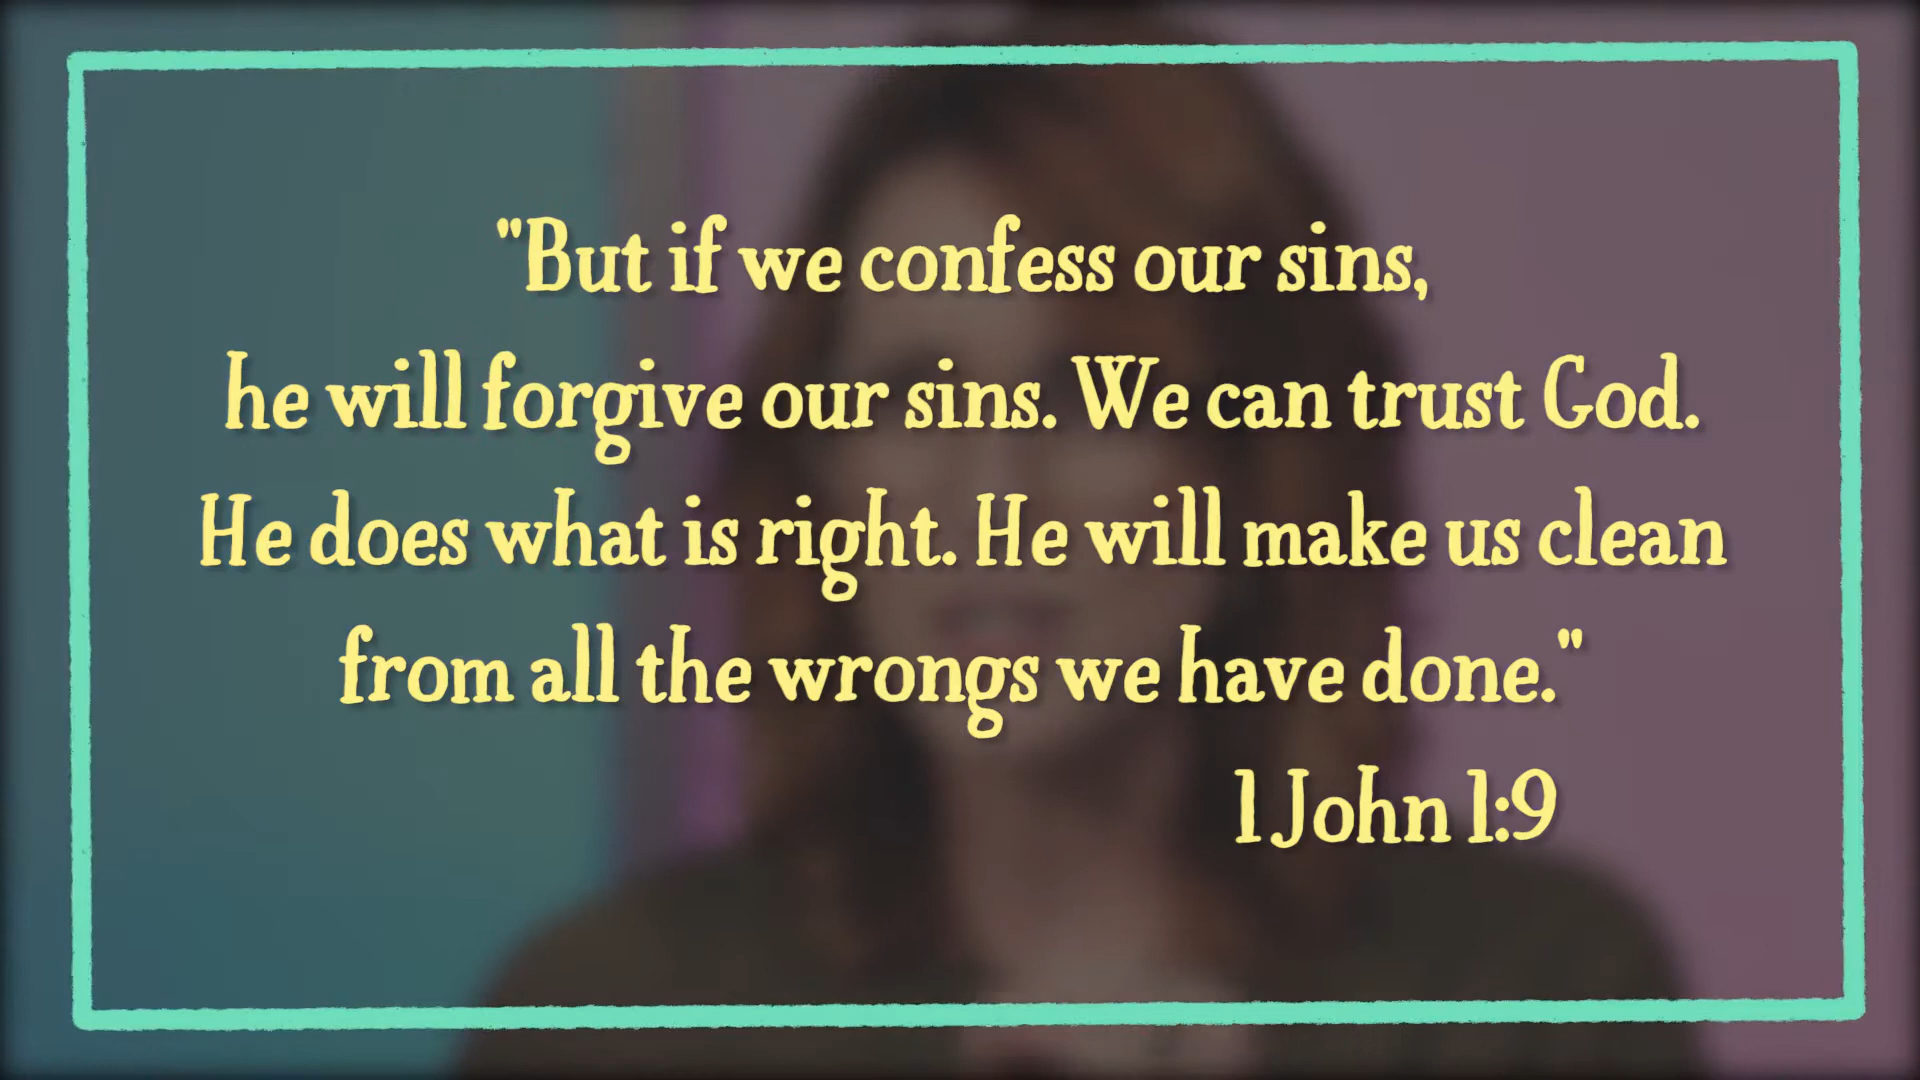 "But if we confess our sins,
he will forgive our sins. We can trust God.
He does what is right. He will make us clean
from all the wrongs we have done."
1 John 1:9